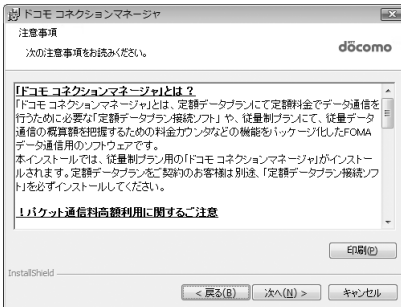 ドコモ コネクションマネージャ
注意事項
次の注意事項をお読みください。
döcomo
「ドコモ コネクションマネージャ」とは？
「ドコモ コネクションマネージャ」とは、定額データプランにて定額料金でデータ通信を
行うために必要な「定額データプラン接続ソフト」や、従量制プランにて、従量データ
通信の概算額を把握するための料金カウンタなどの機能をパッケージ化したFOMA
データ通信用のソフトウェアです。
本インストールでは、従量制プラン用の「ドコモ コネクションマネージャ」がインストー
ルされます。定額データプランをご契約のお客様は別途、「定額データプラン接続ソフ
ト」を必ずインストールしてください。
！パケット通信料高額利用に関するご注意
印刷(P)
InstallShield
< 戻る(B)
次へ(N) >
キャンセル